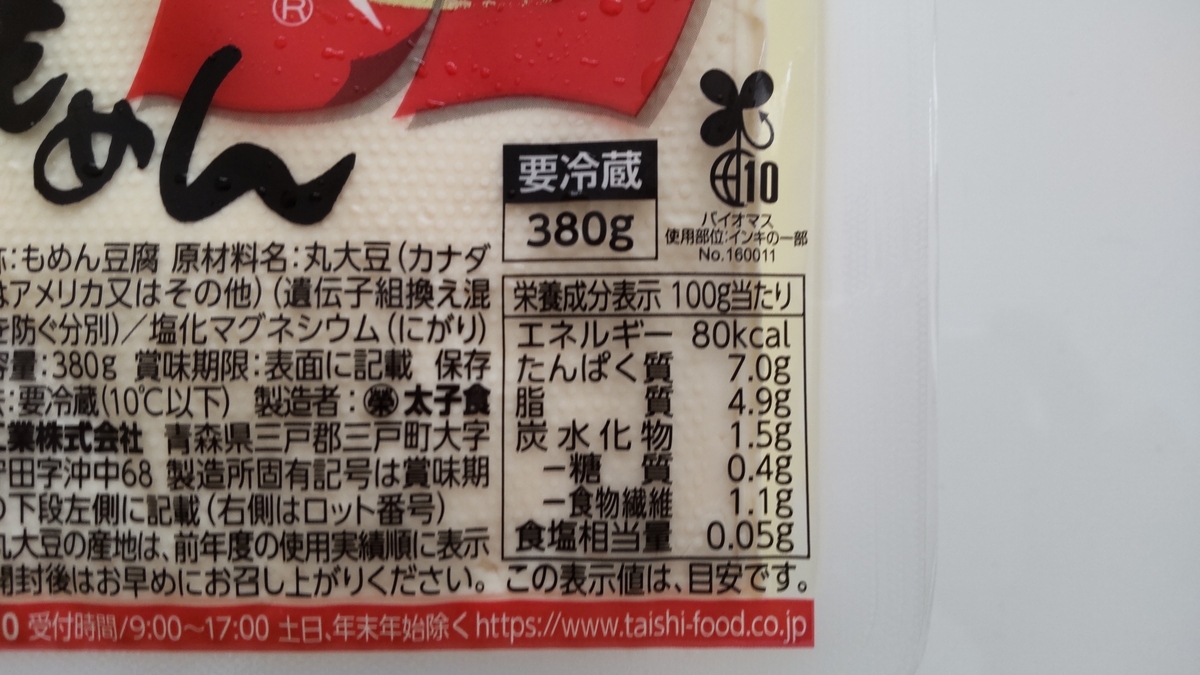 ®
もめん
要冷蔵
380g
10
バイオマス
使用部位:インキの一部
No.160011
:もめん豆腐 原材料名:丸大豆(カナダ
はアメリカ又はその他)(遺伝子組換え混
を防ぐ分別)/塩化マグネシウム(にがり)
容量:380g 賞味期限:表面に記載 保存
:要冷蔵(10℃以下) 製造者: 太子食
工業株式会社 青森県三戸郡三戸町大字
田字沖中68 製造所固有記号は賞味期
の下段左側に記載(右側はロット番号)
丸大豆の産地は、前年度の使用実績順に表示
開封後はお早めにお召し上がりください。
栄養成分表示 100g当たり
エネルギー 80kcal
たんぱく質 7.0g
脂質 4.9g
炭水化物 1.5g
-糖質 0.4g
-食物繊維 1.1g
食塩相当量 0.05g
この表示値は、目安です。
0 受付時間/9:00〜17:00 土日、年末年始除く https://www.taishi-food.co.jp